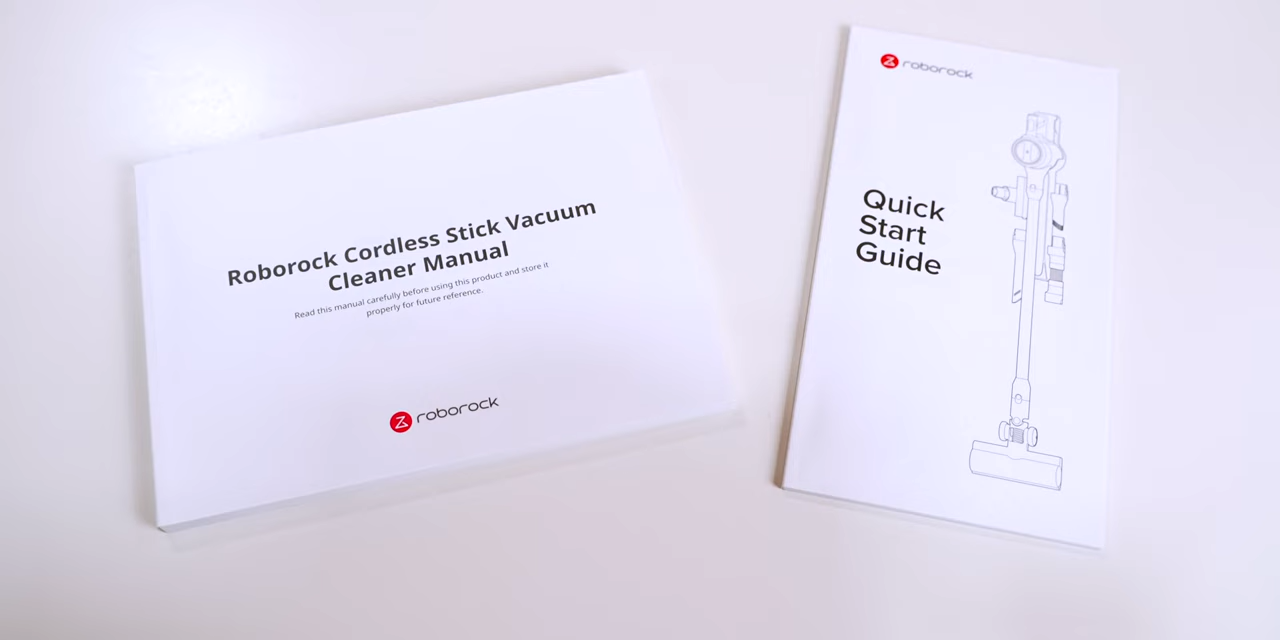 Roborock Cordless Stick Vacuum
Cleaner Manual
Read this manual carefully before using this product and store it
properly for future reference.
roborock
roborock
Quick
Start
Guide